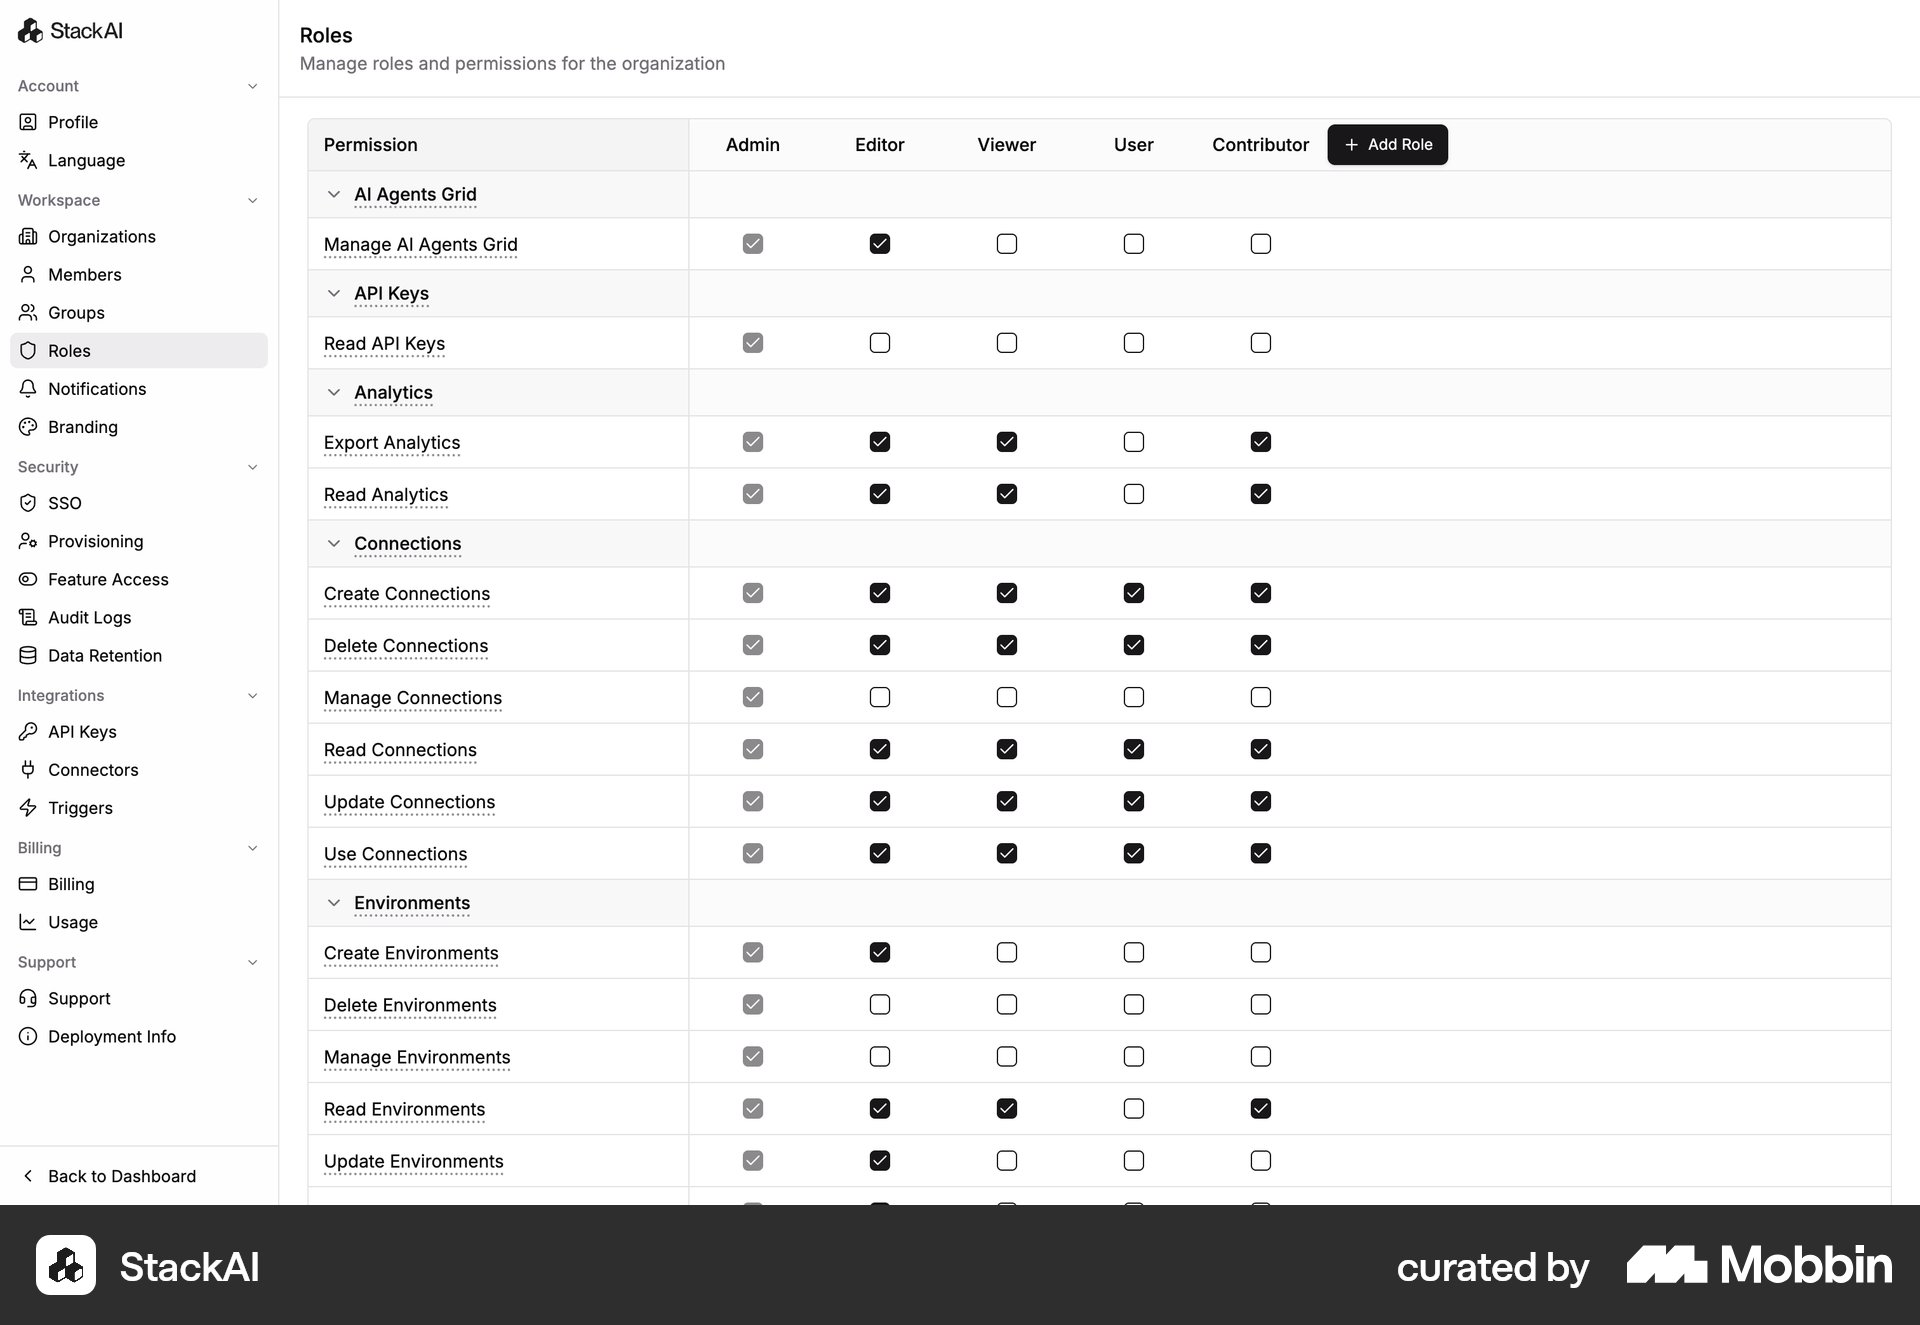 StackAI
Account
Profile
Language
Workspace
Organizations
Members
Groups
Roles
Notifications
Branding
Security
SSO
Provisioning
Feature Access
Audit Logs
Data Retention
Integrations
API Keys
Connectors
Triggers
Billing
Billing
Usage
Support
Support
Deployment Info
Back to Dashboard
Roles
Manage roles and permissions for the organization
Permission Admin Editor Viewer User Contributor + Add Role
AI Agents Grid
Manage AI Agents Grid
API Keys
Read API Keys
Analytics
Export Analytics
Read Analytics
Connections
Create Connections
Delete Connections
Manage Connections
Read Connections
Update Connections
Use Connections
Environments
Create Environments
Delete Environments
Manage Environments
Read Environments
Update Environments
StackAI
curated by Mobbin